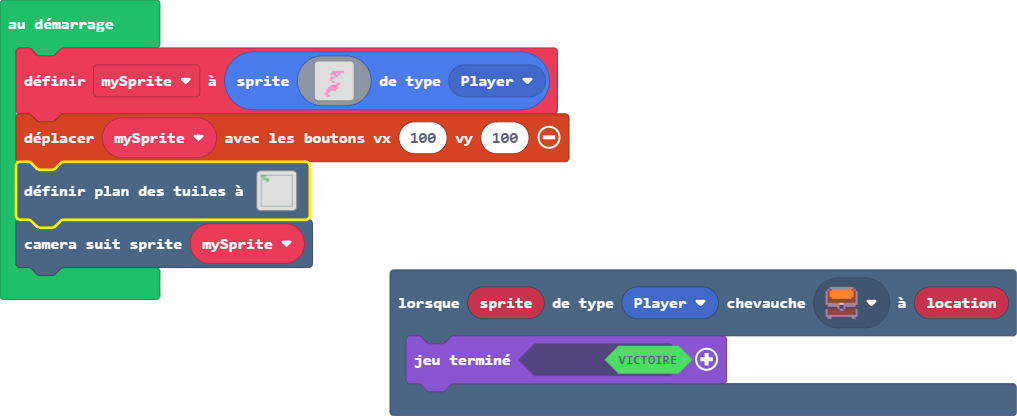 au démarrage
définir mySprite à sprite de type Player
déplacer mySprite avec les boutons vx 100 vy 100
définir plan des tuiles à
camera suit sprite mySprite
lorsque sprite de type Player chevauche à location
jeu terminé VICTOIRE